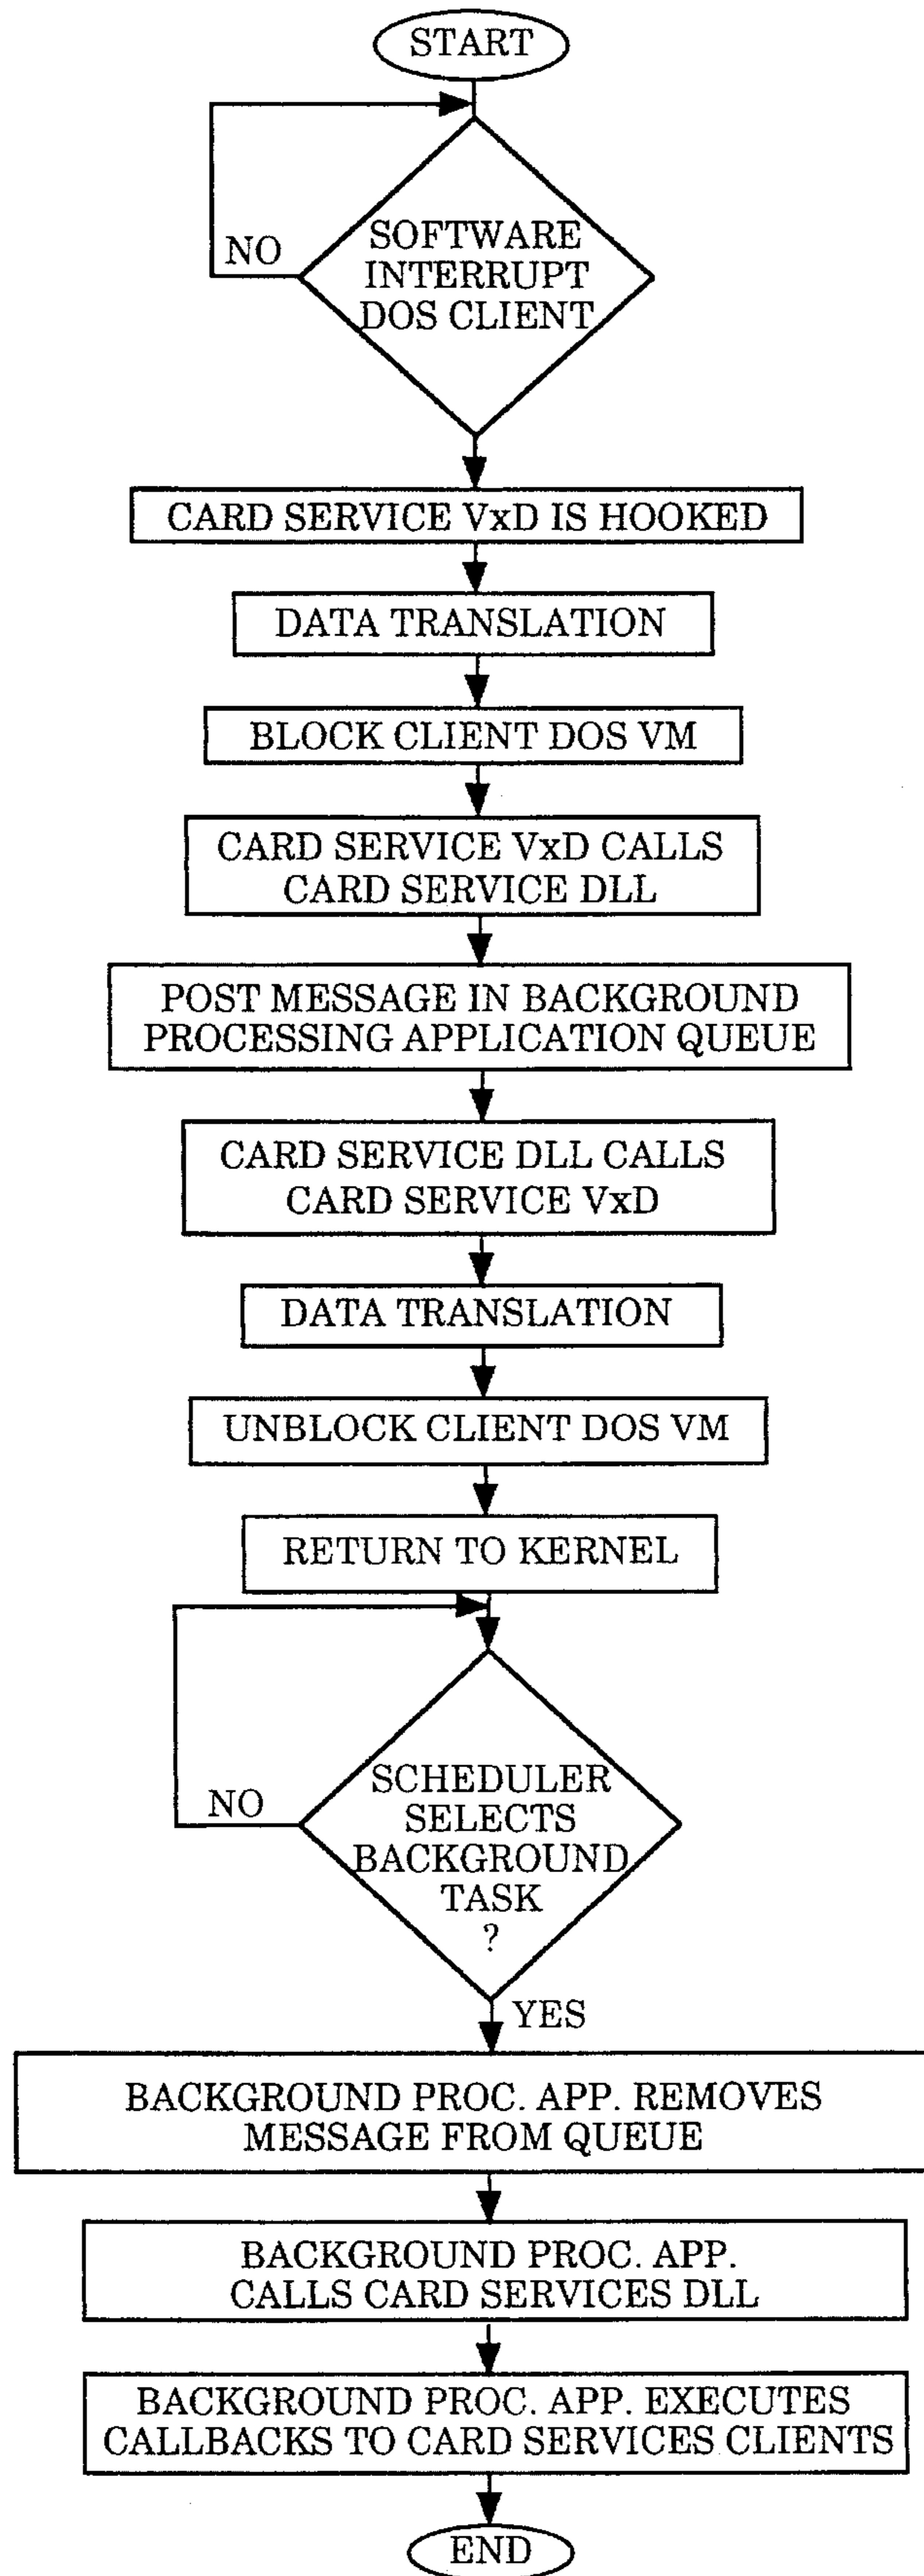 START
NO
SOFTWARE
INTERRUPT
DOS CLIENT
CARD SERVICE VxD IS HOOKED
DATA TRANSLATION
BLOCK CLIENT DOS VM
CARD SERVICE VxD CALLS
CARD SERVICE DLL
POST MESSAGE IN BACKGROUND
PROCESSING APPLICATION QUEUE
CARD SERVICE DLL CALLS
CARD SERVICE VxD
DATA TRANSLATION
UNBLOCK CLIENT DOS VM
RETURN TO KERNEL
NO
SCHEDULER
SELECTS
BACKGROUND
TASK
?
YES
BACKGROUND PROC. APP. REMOVES
MESSAGE FROM QUEUE
BACKGROUND PROC. APP.
CALLS CARD SERVICES DLL
BACKGROUND PROC. APP. EXECUTES
CALLBACKS TO CARD SERVICES CLIENTS
END